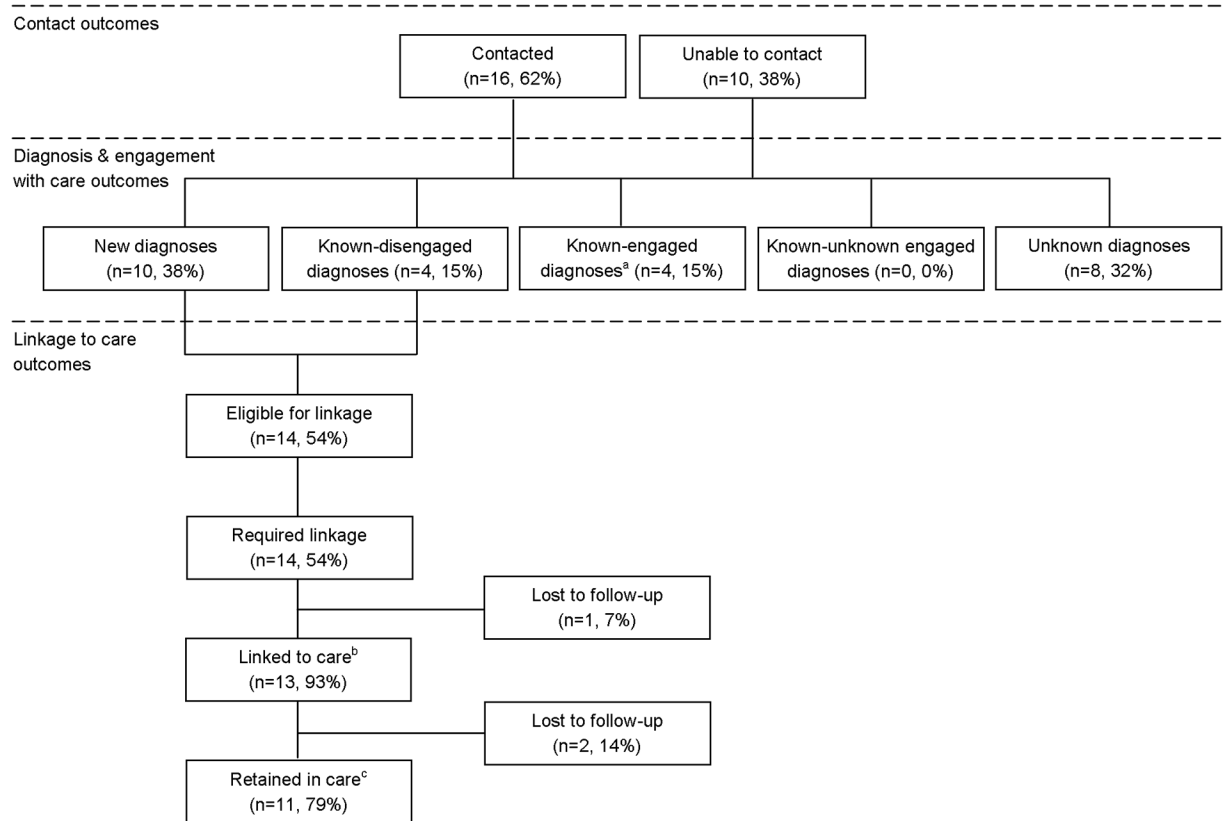 Contact outcomes
Contacted
(n=16, 62%)
Unable to contact
(n=10, 38%)
Diagnosis & engagement
with care outcomes
New diagnoses
(n=10, 38%)
Known-disengaged
diagnoses (n=4, 15%)
Known-engaged
diagnosesᵃ (n=4, 15%)
Known-unknown engaged
diagnoses (n=0, 0%)
Unknown diagnoses
(n=8, 32%)
Linkage to care
outcomes
Eligible for linkage
(n=14, 54%)
Required linkage
(n=14, 54%)
Lost to follow-up
(n=1, 7%)
Linked to careᵇ
(n=13, 93%)
Lost to follow-up
(n=2, 14%)
Retained in careᶜ
(n=11, 79%)